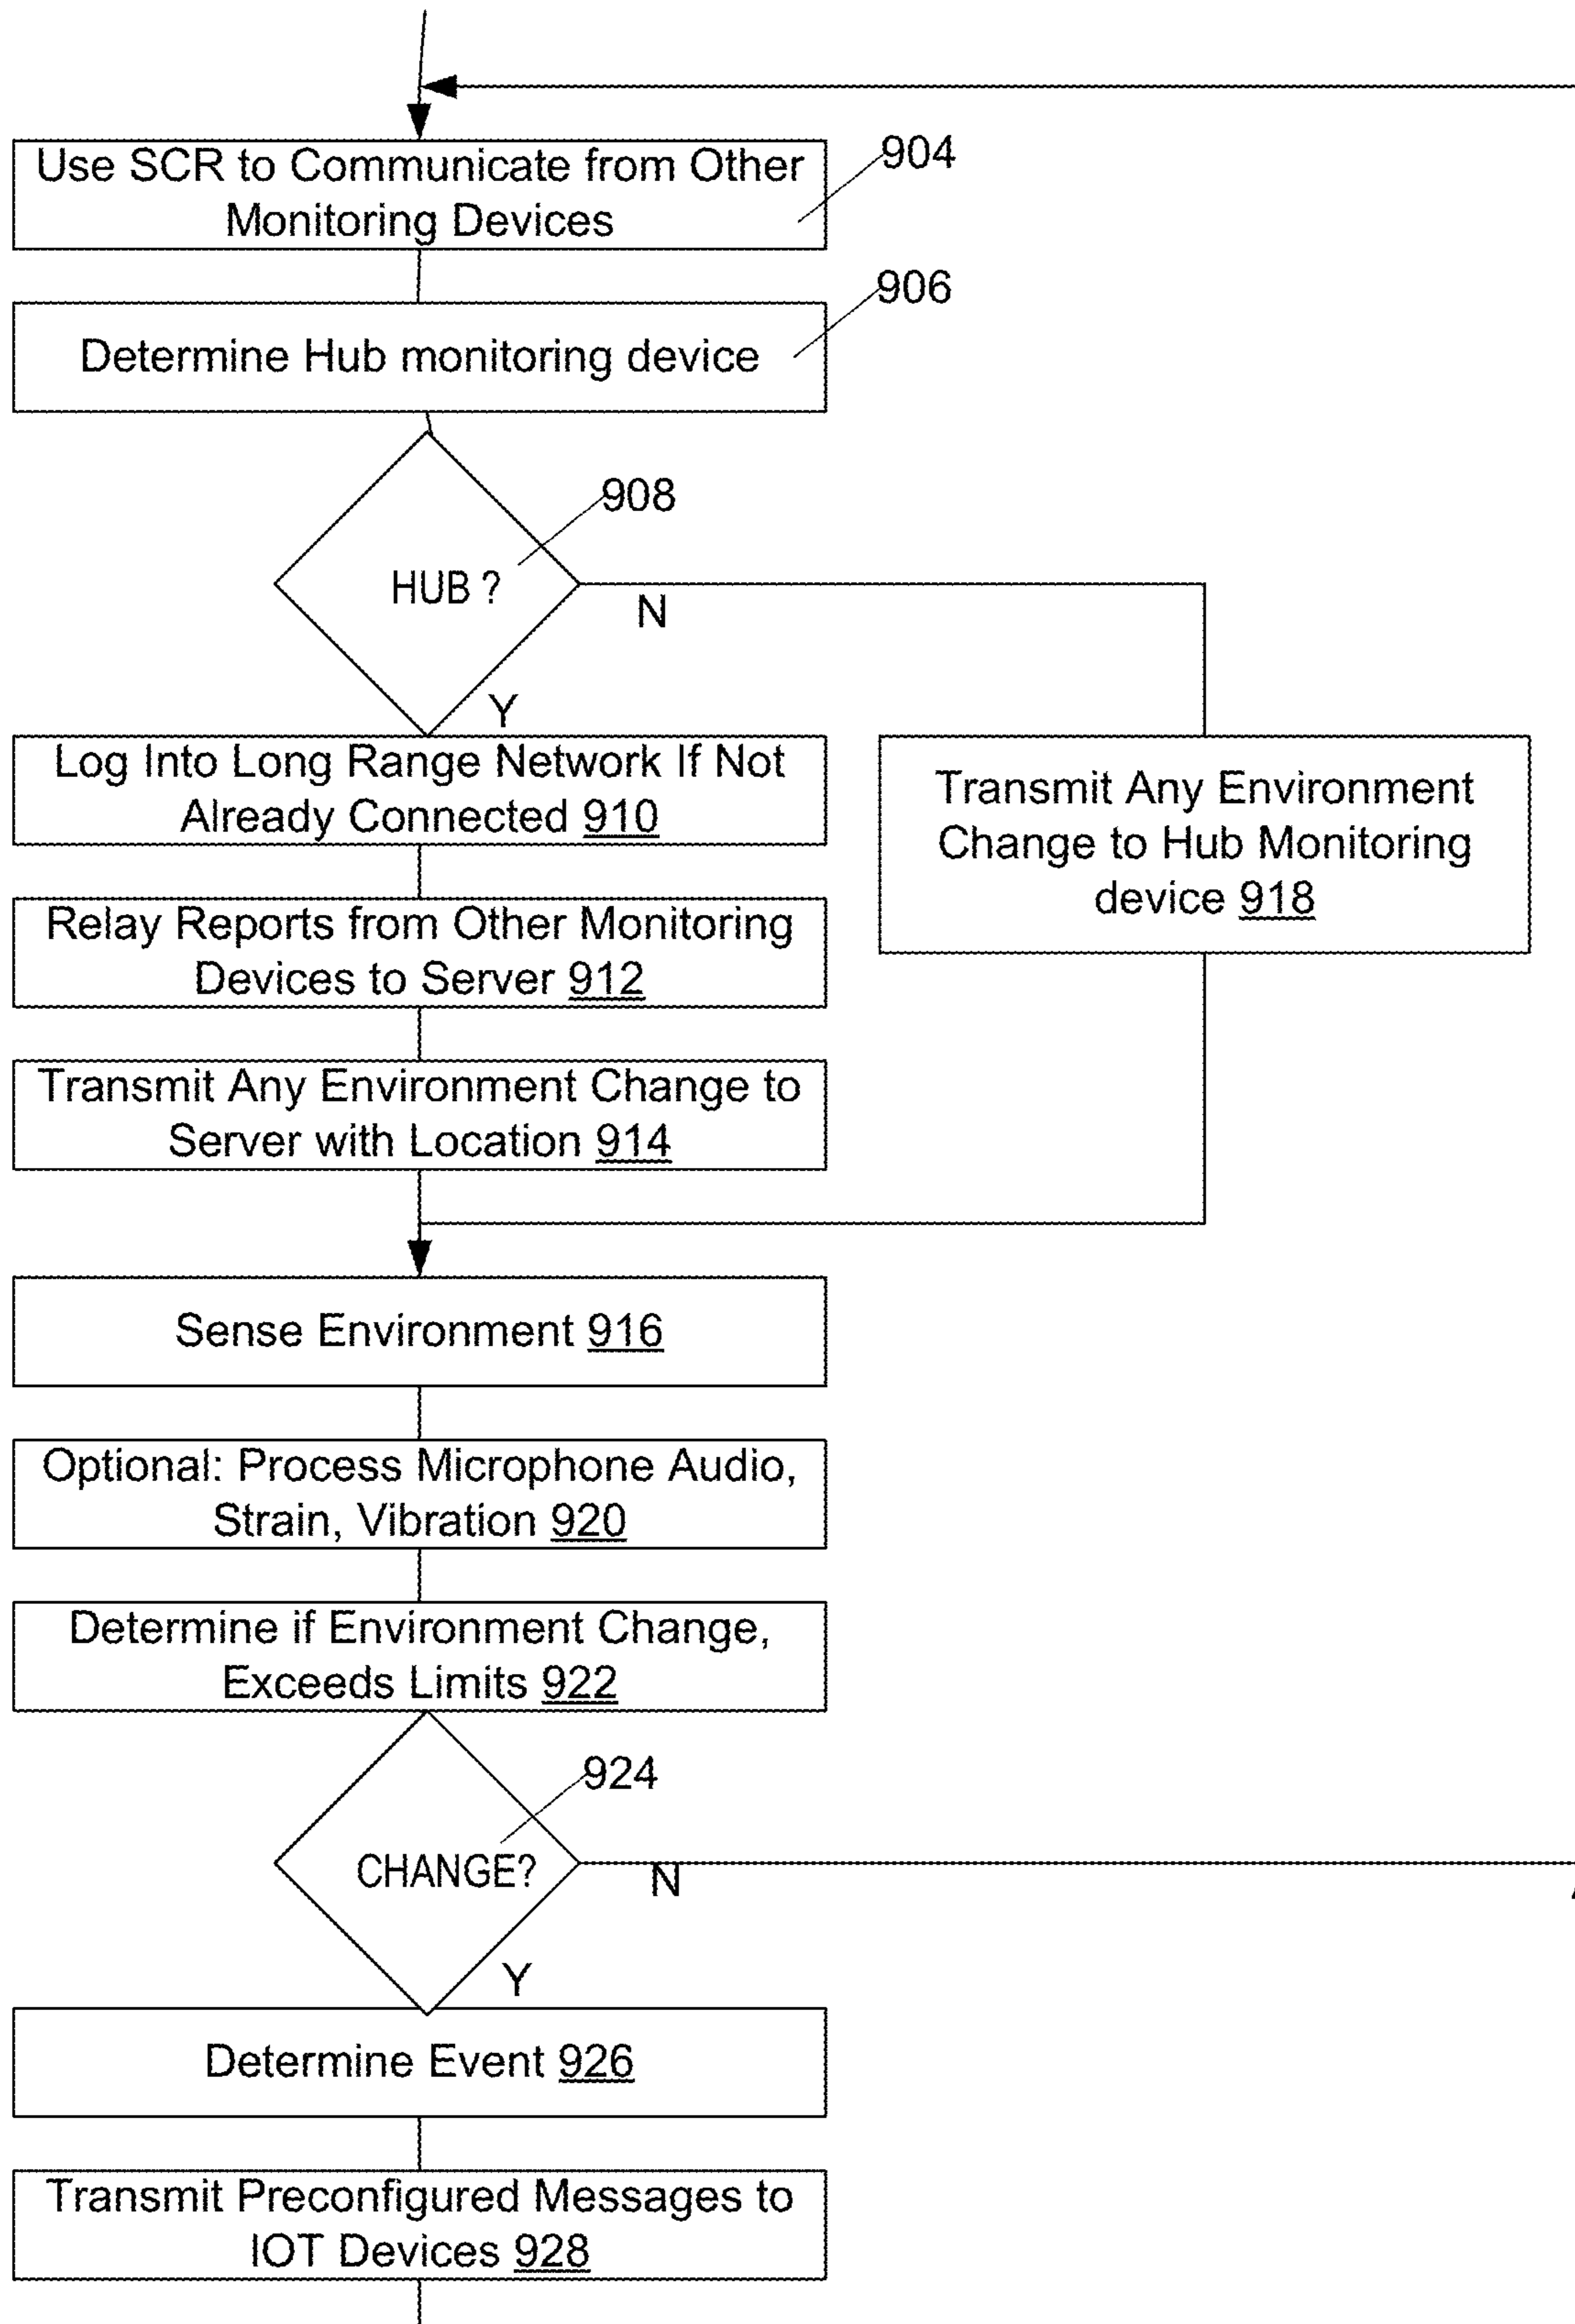 Use SCR to Communicate from Other
Monitoring Devices
904
906
Determine Hub monitoring device
908
HUB ?
N
Y
Log Into Long Range Network If Not
Already Connected 910
Transmit Any Environment
Change to Hub Monitoring
device 918
Relay Reports from Other Monitoring
Devices to Server 912
Transmit Any Environment Change to
Server with Location 914
Sense Environment 916
Optional: Process Microphone Audio,
Strain, Vibration 920
Determine if Environment Change,
Exceeds Limits 922
924
CHANGE?
N
Y
Determine Event 926
Transmit Preconfigured Messages to
IOT Devices 928